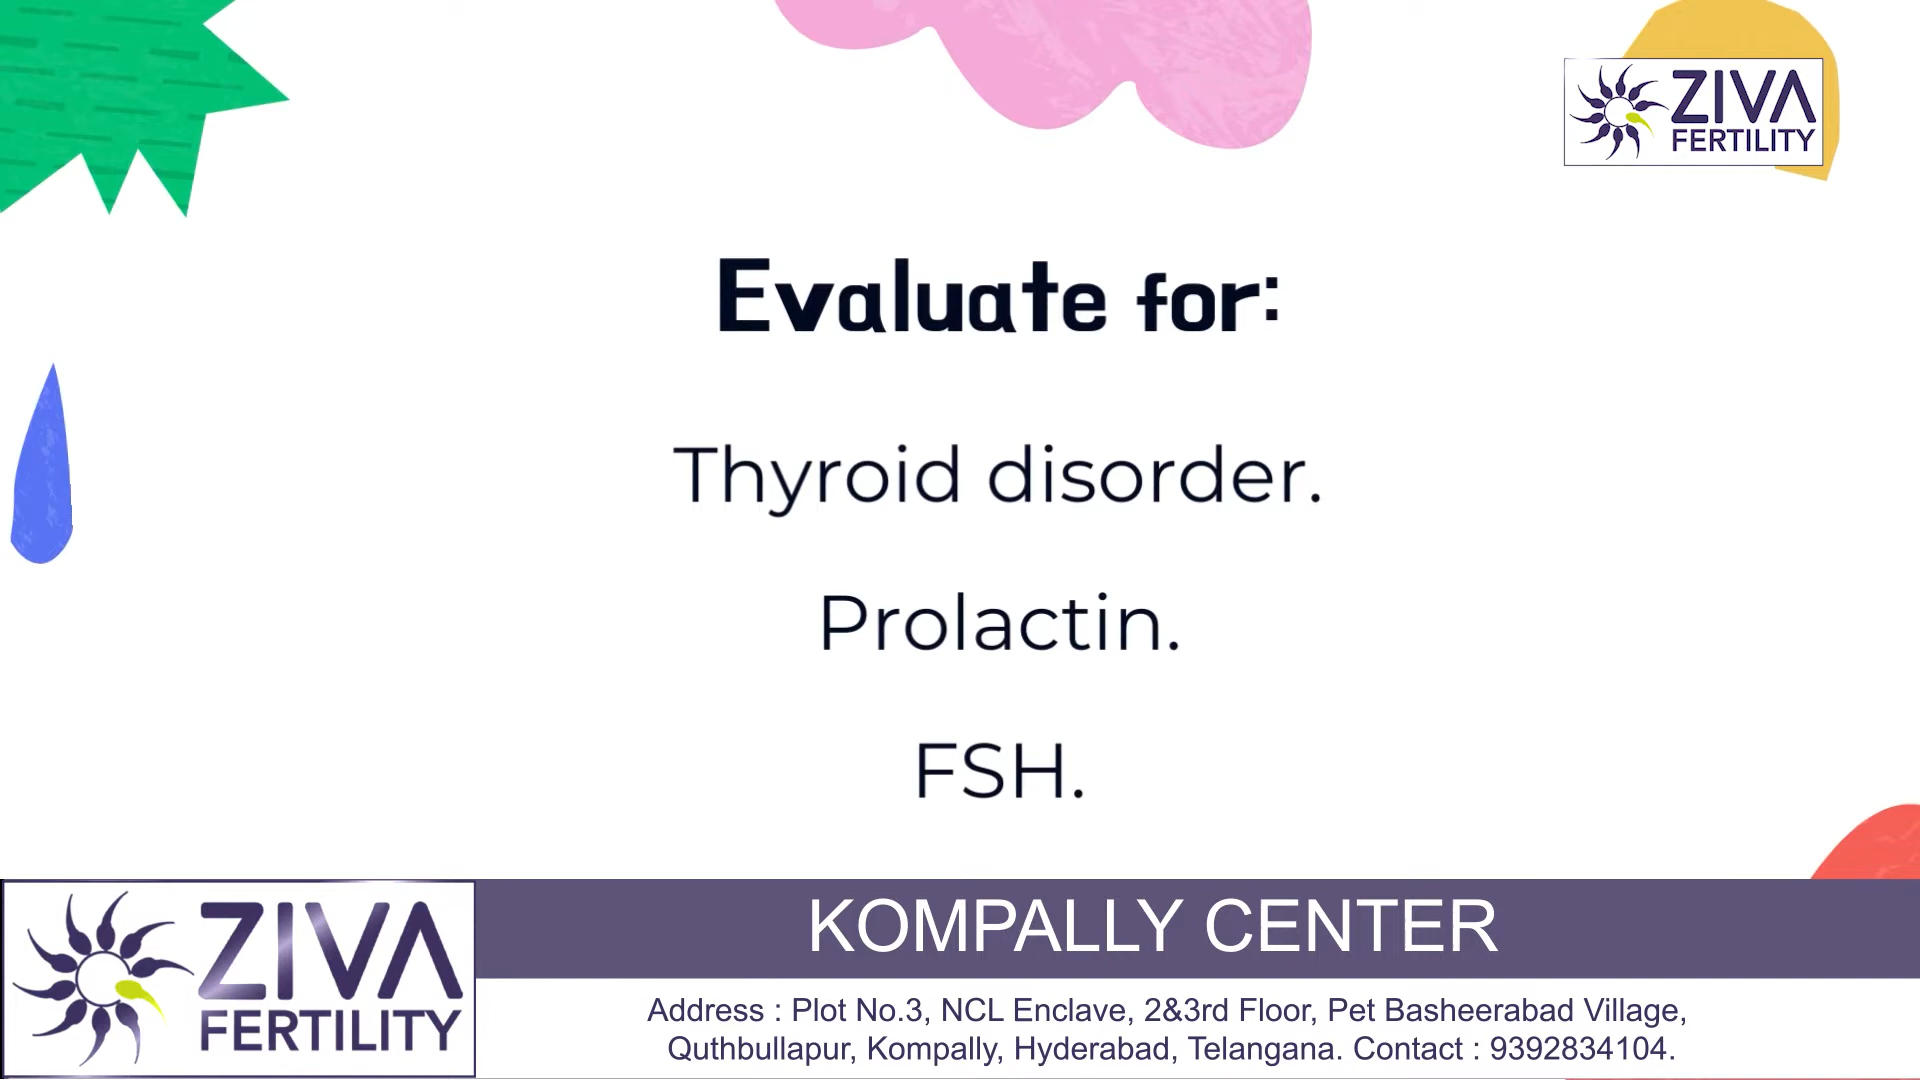 ZIVA
FERTILITY
Evaluate for:
Thyroid disorder.
Prolactin.
FSH.
ZIVA
FERTILITY
KOMPALLY CENTER
Address : Plot No.3, NCL Enclave, 2&3rd Floor, Pet Basheerabad Village,
Quthbullapur, Kompally, Hyderabad, Telangana. Contact : 9392834104.